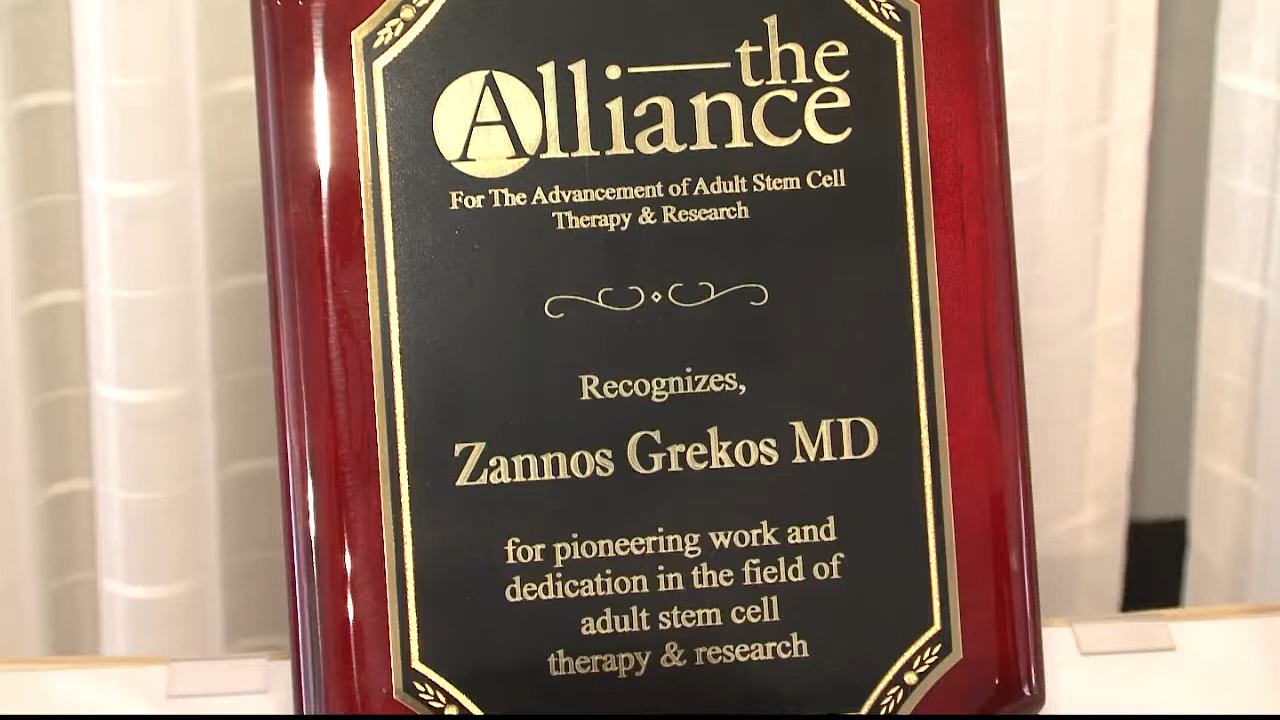 the
Alliance
For The Advancement of Adult Stem Cell
Therapy & Research
Recognizes,
Zannos Grekos MD
for pioneering work and
dedication in the field of
adult stem cell
therapy & research